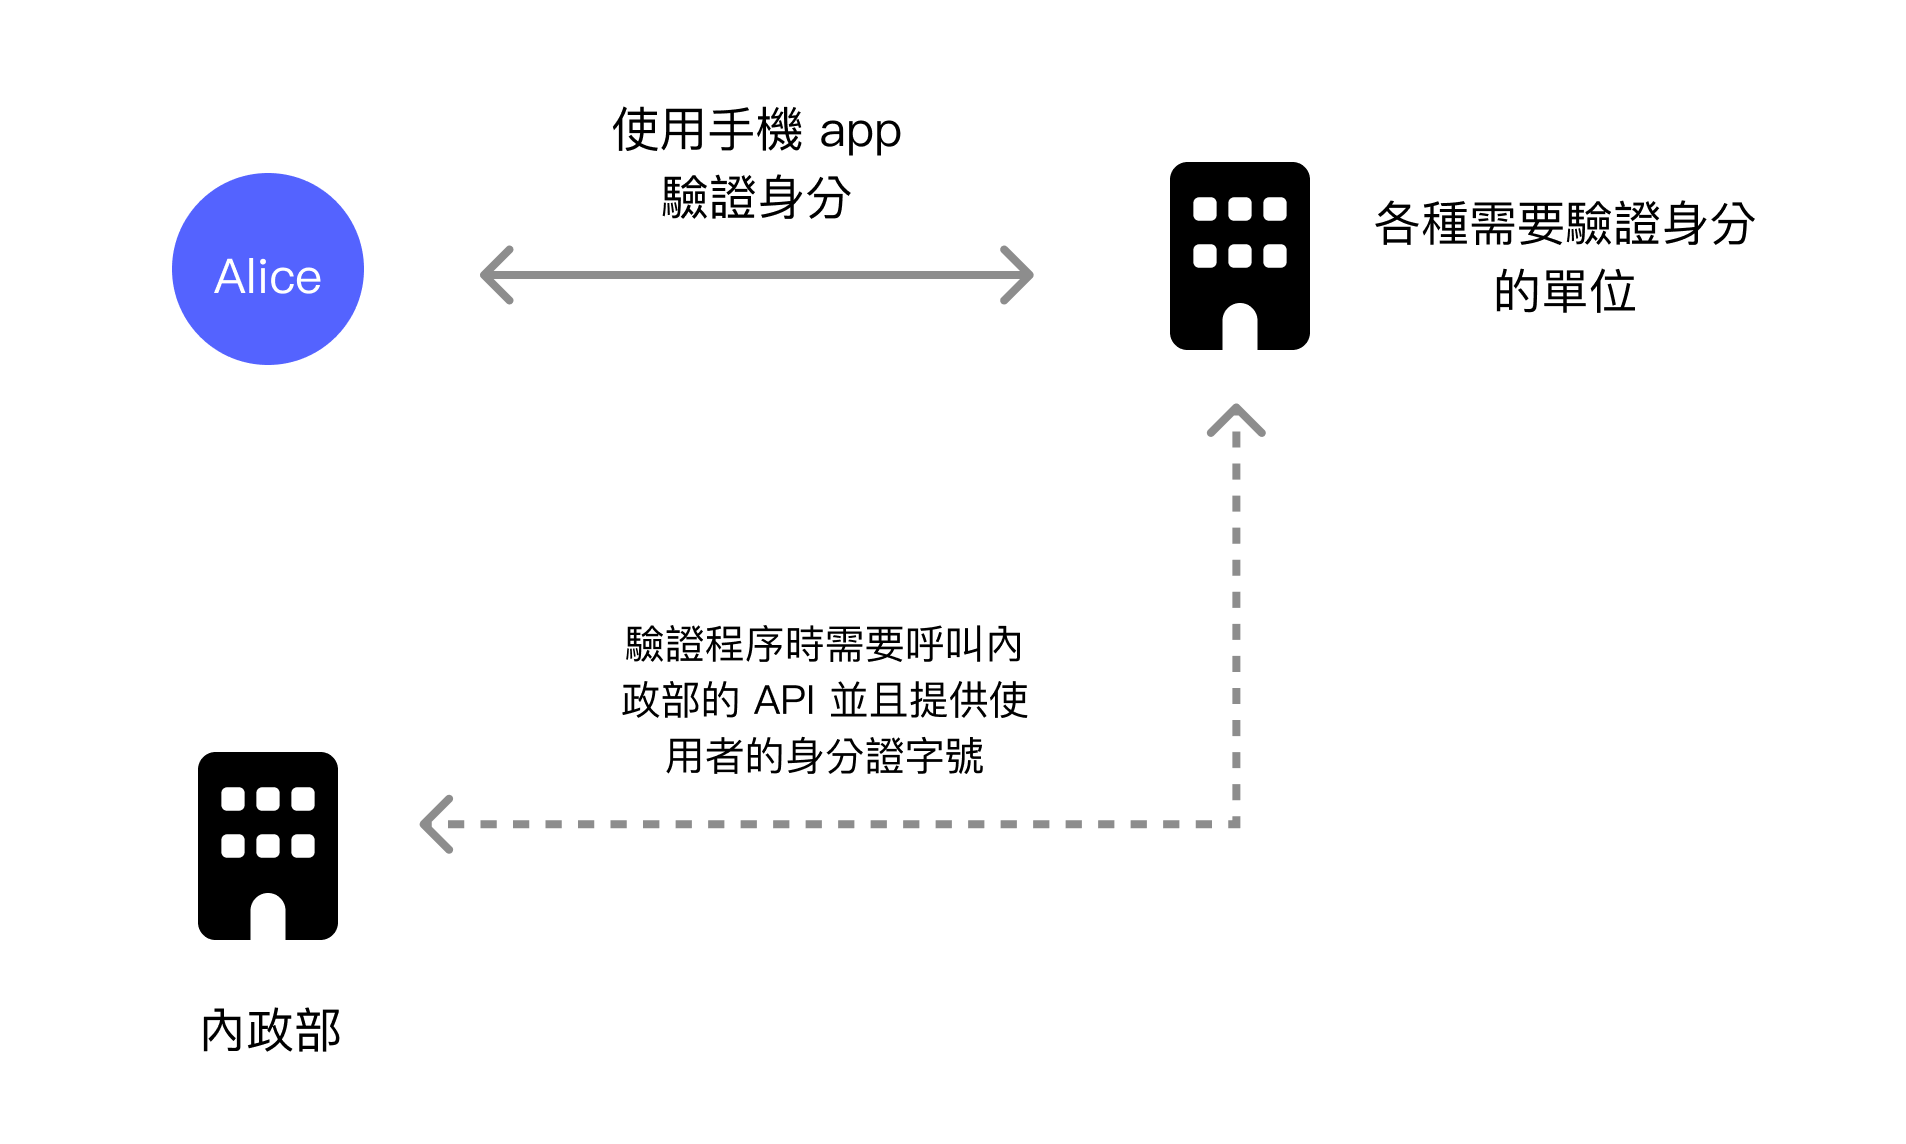 使用手機 app
驗證身分
Alice
各種需要驗證身分
的單位
驗證程序時需要呼叫內
政部的 API 並且提供使
用者的身分證字號
內政部